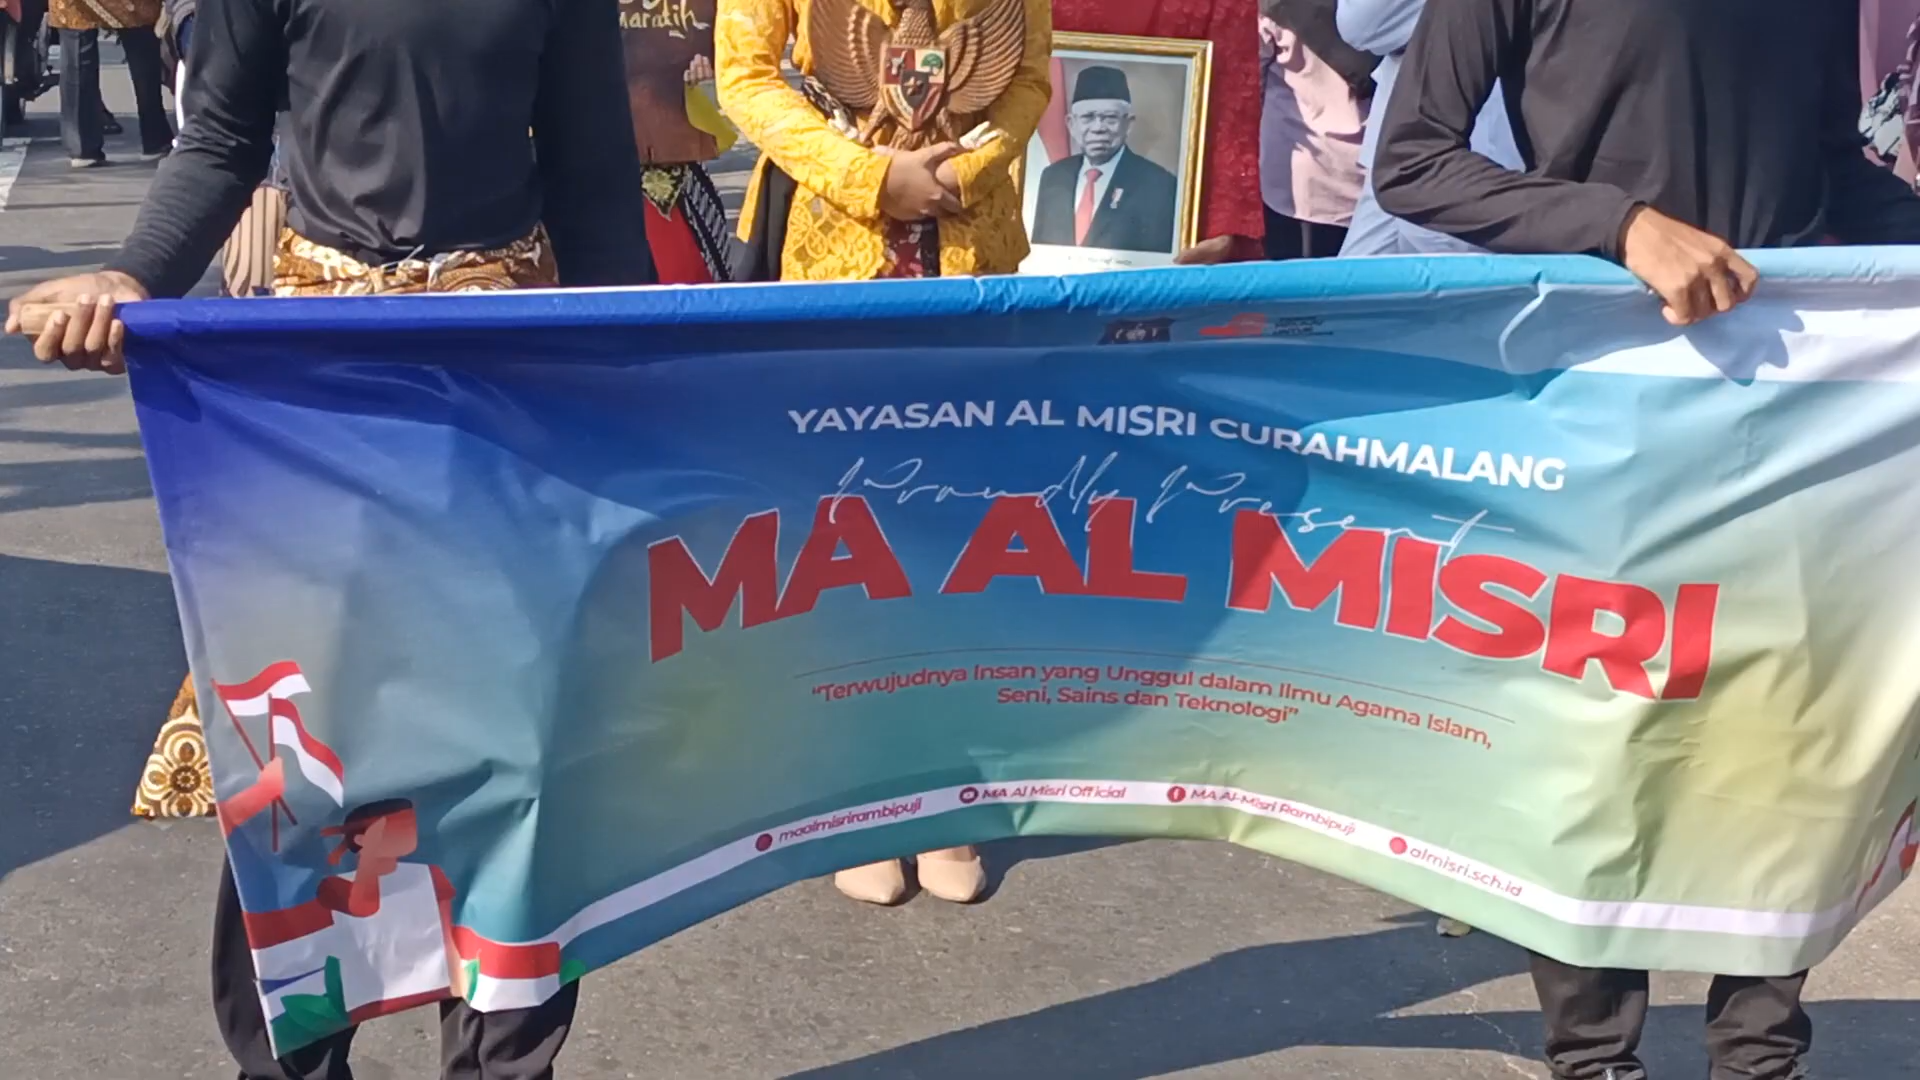 Maratih
YAYASAN AL MISRI CURAHMALANG
Proudly Present
MA AL MISRI
"Terwujudnya Insan yang Unggul dalam Ilmu Agama Islam,
Seni, Sains dan Teknologi"
maalmisrirambipuji MA Al Misri Official MA Al-Misri Rambipuji almisri.sch.id